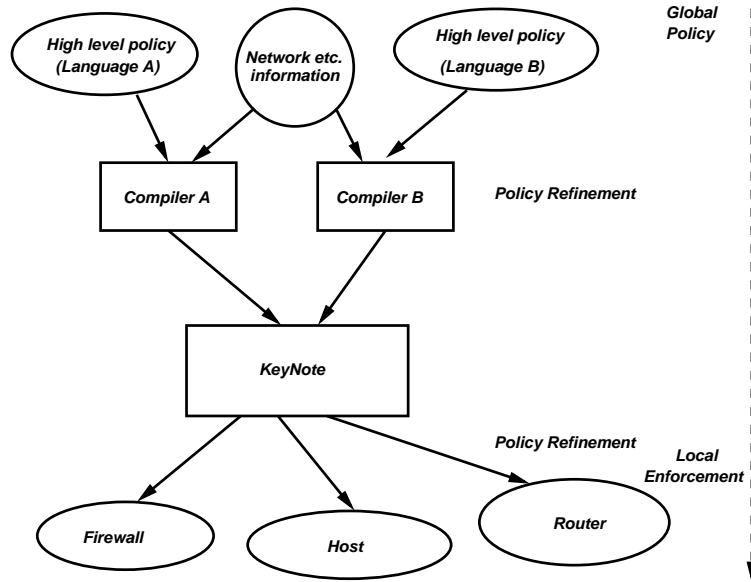 High level policy
(Language A)
Network etc.
information
High level policy
(Language B)
Global
Policy
Compiler A
Compiler B
Policy Refinement
KeyNote
Policy Refinement
Local
Enforcement
Firewall
Host
Router